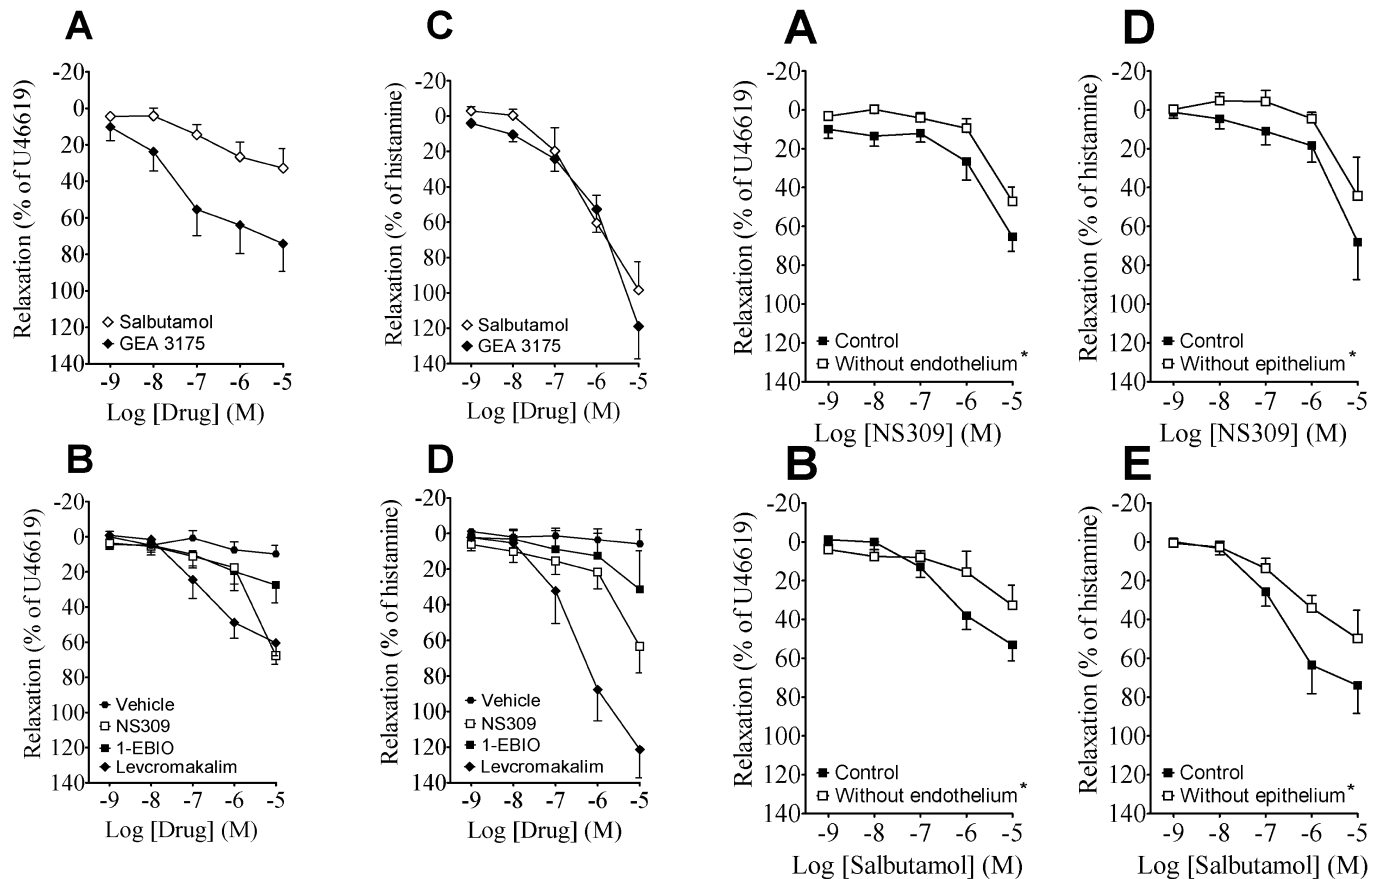 A
Relaxation (% of U46619)
-20
0
20
40
60
80
100
120
140
Salbutamol
GEA 3175
-9 -8 -7 -6 -5
Log [Drug] (M)
C
Relaxation (% of histamine)
-20
0
20
40
60
80
100
120
140
Salbutamol
GEA 3175
-9 -8 -7 -6 -5
Log [Drug] (M)
A
Relaxation (% of U46619)
-20
0
20
40
60
80
100
120
140
Control
Without endothelium *
-9 -8 -7 -6 -5
Log [NS309] (M)
D
Relaxation (% of histamine)
-20
0
20
40
60
80
100
120
140
Control
Without epithelium *
-9 -8 -7 -6 -5
Log [NS309] (M)
B
Relaxation (% of U46619)
-20
0
20
40
60
80
100
120
140
Vehicle
NS309
1-EBIO
Levcromakalim
-9 -8 -7 -6 -5
Log [Drug] (M)
D
Relaxation (% of histamine)
-20
0
20
40
60
80
100
120
140
Vehicle
NS309
1-EBIO
Levcromakalim
-9 -8 -7 -6 -5
Log [Drug] (M)
B
Relaxation (% of U46619)
-20
0
20
40
60
80
100
120
140
Control
Without endothelium *
-9 -8 -7 -6 -5
Log [Salbutamol] (M)
E
Relaxation (% of histamine)
-20
0
20
40
60
80
100
120
140
Control
Without epithelium *
-9 -8 -7 -6 -5
Log [Salbutamol] (M)